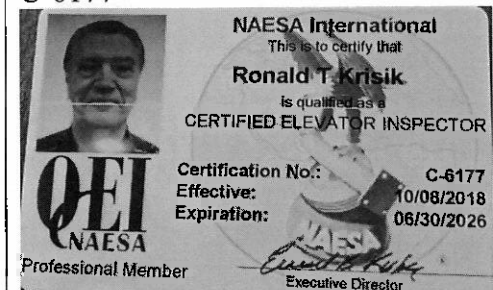 NAESA International
This is to certify that
Ronald T Krisik
is qualified as a
CERTIFIED ELEVATOR INSPECTOR
Certification No.: C-6177
Effective: 10/08/2018
Expiration: 06/30/2026
QEI
NAESA
NAESA
Professional Member
Executive Director